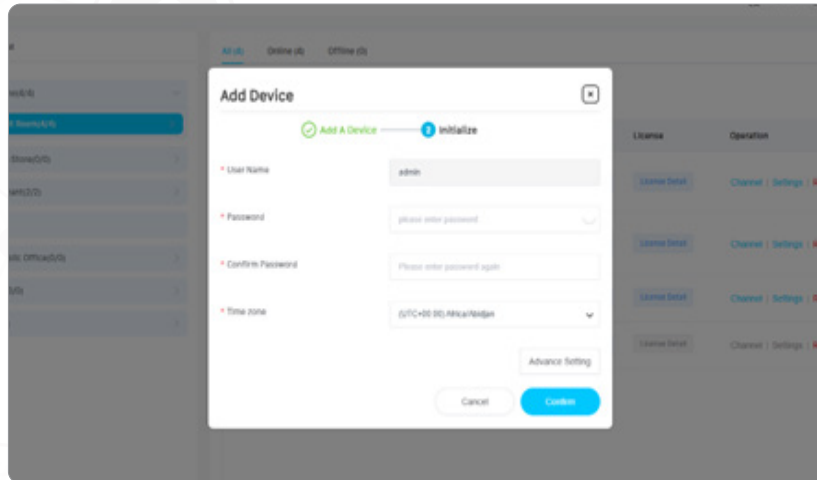 All (4) Online (4) Offline (0)
Add Device
Add A Device 2 Initialize
License Operation
* User Name admin
License Detail Channel | Settings |
* Password please enter password
License Detail Channel | Settings |
* Confirm Password Please enter password again
License Detail Channel | Settings |
* Time zone (UTC+00:00) Africa/Abidjan
License Detail Channel | Settings |
Advance Setting
Cancel Confirm